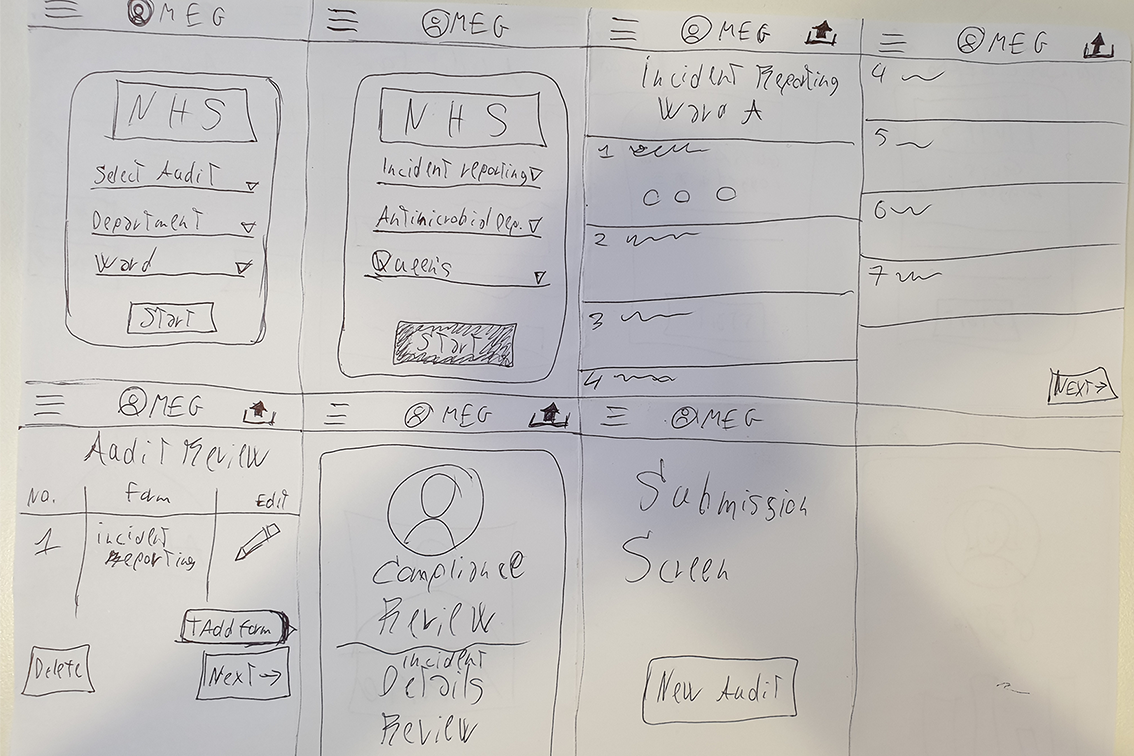 MEG
NHS
Select Audit
Department
Ward
Start
MEG
NHS
Incident reporting
Antimicrobial Dep.
Queen's
Start
MEG
Incident Reporting
Ward A
1
2
3
4
MEG
4
5
6
7
Next →
MEG
Audit Review
No. Form Edit
1 incident
Reporting
+Add Form
Delete Next →
MEG
Compliance
Review
incident
Details
Review
MEG
Submission
Screen
New Audit